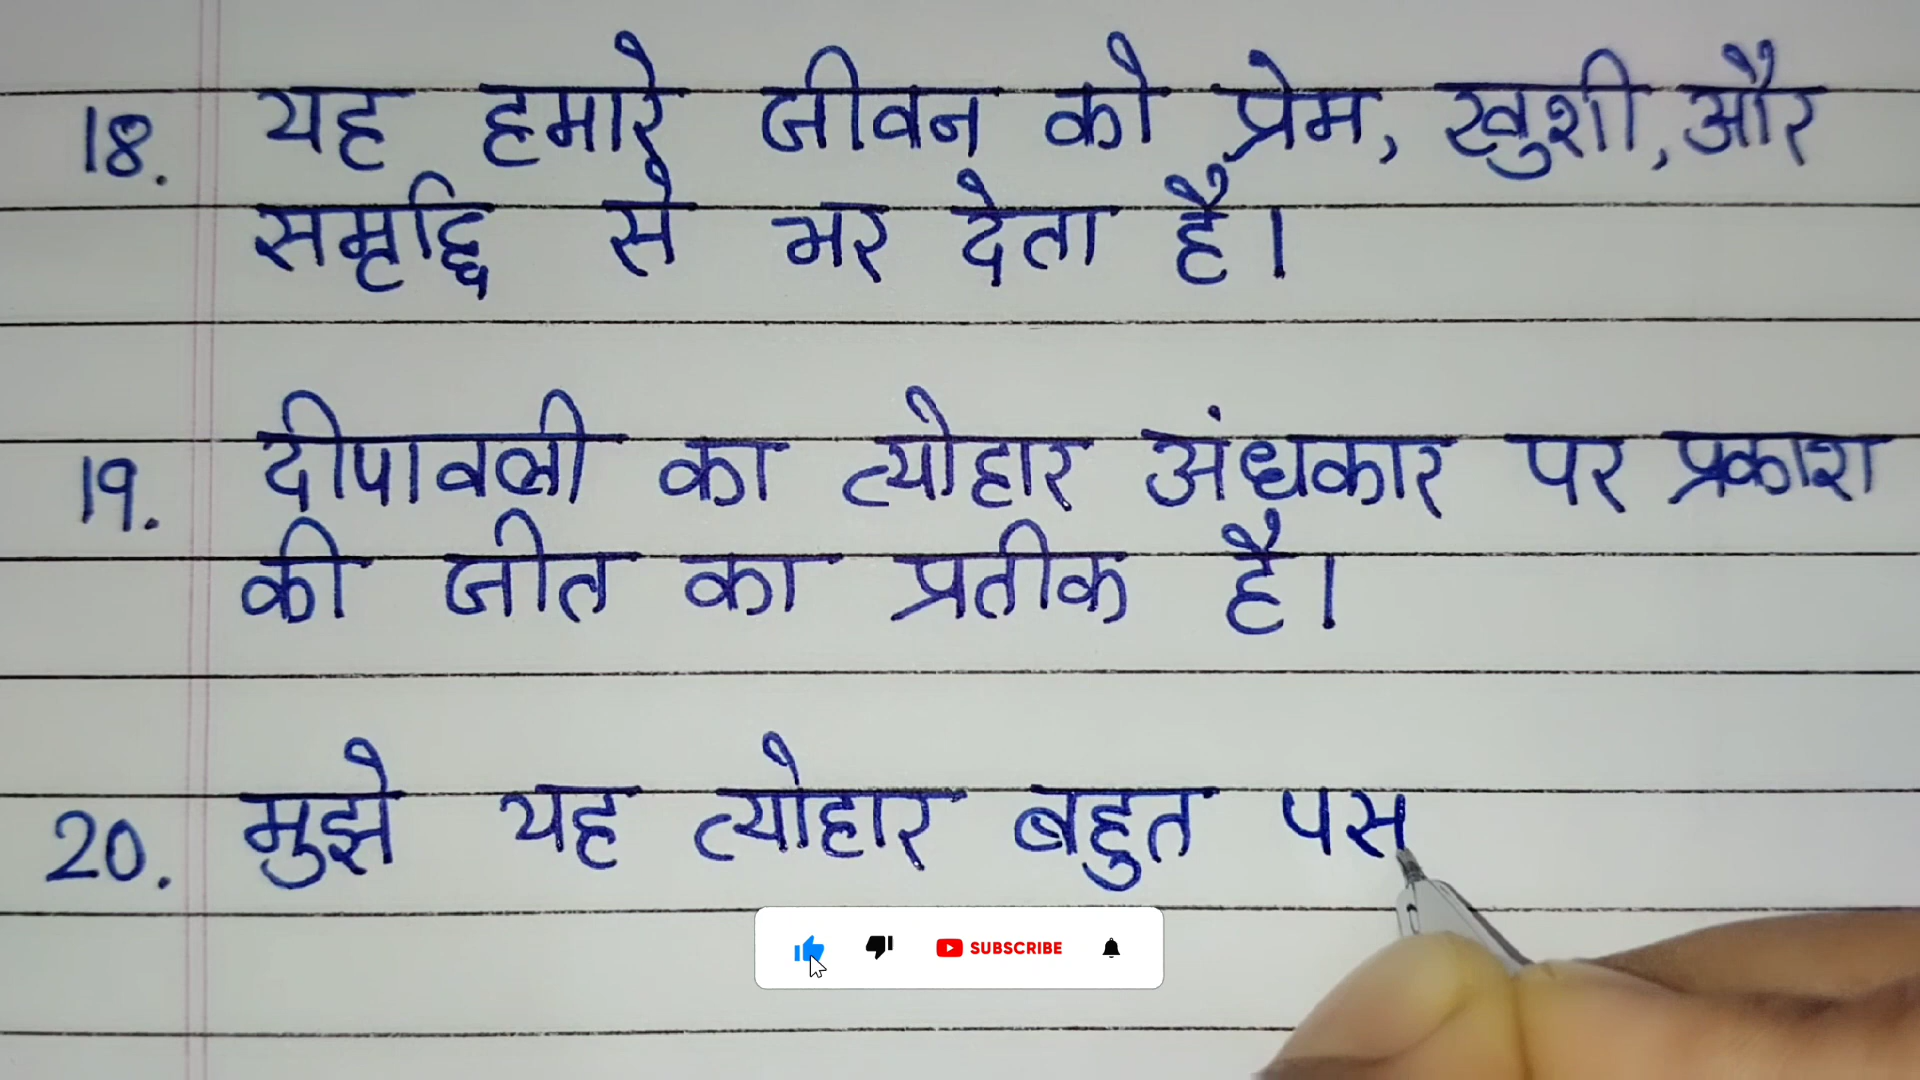 18. यह हमारे जीवन को प्रेम, खुशी, और
समृद्धि से भर देता है।
19. दीपावली का त्योहार अंधकार पर प्रकाश
की जीत का प्रतीक है।
20. मुझे यह त्योहार बहुत पस
SUBSCRIBE